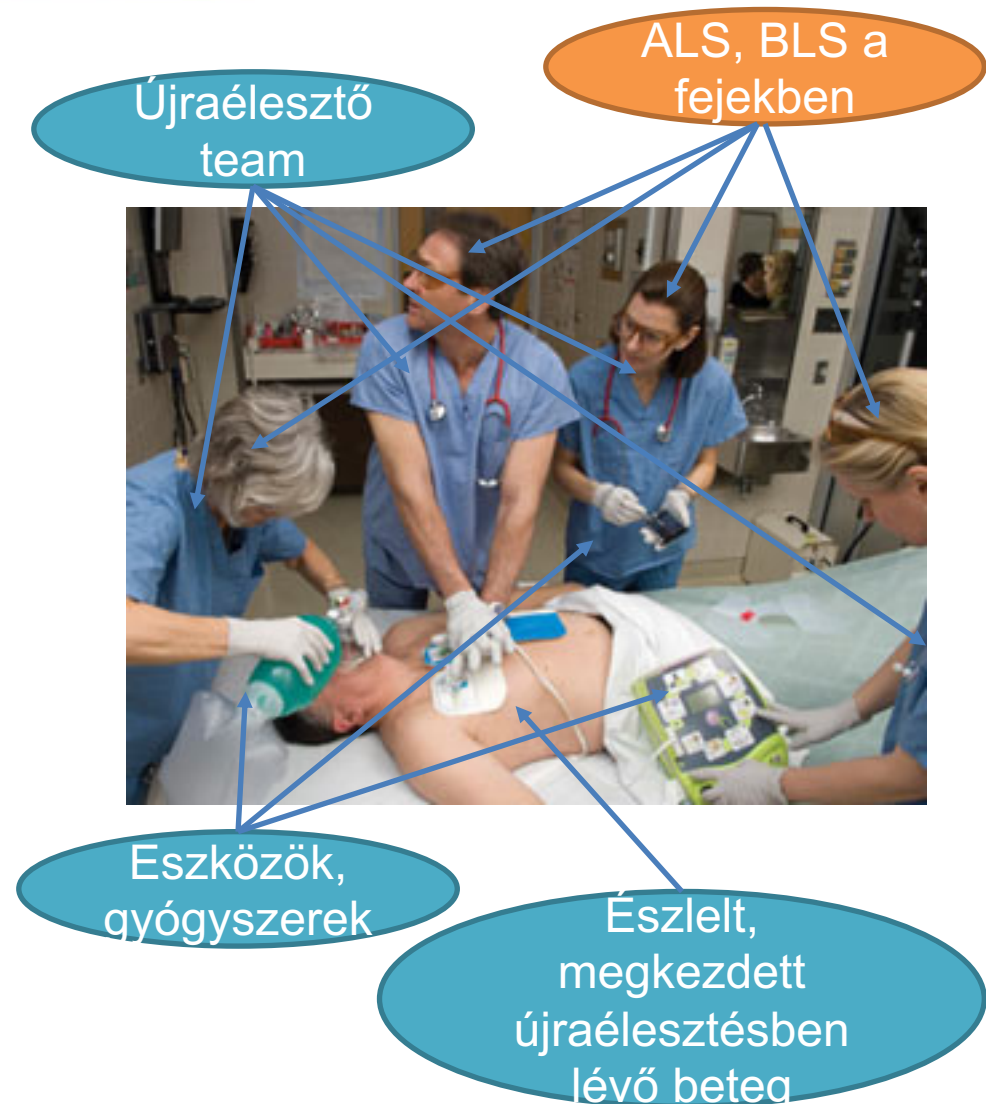 ALS, BLS a
fejekben
Újraélesztő
team
Eszközök,
gyógyszerek
Észlelt,
megkezdett
újraélesztésben
lévő beteg